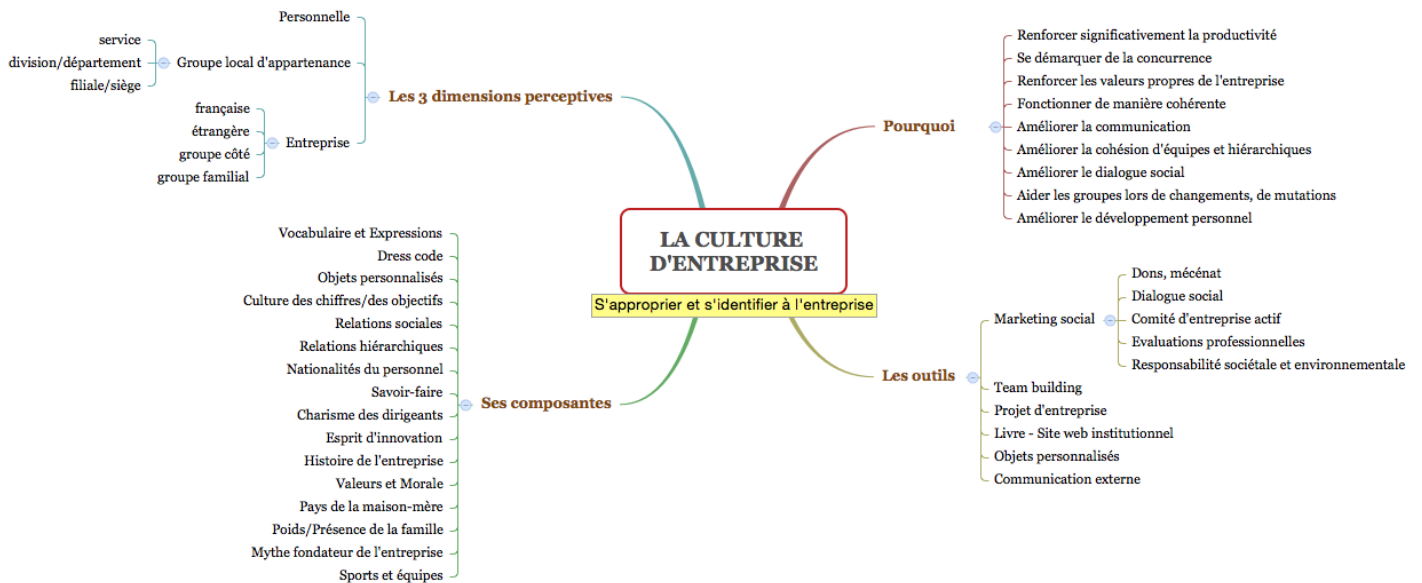 LA CULTURE
D'ENTREPRISE
S'approprier et s'identifier à l'entreprise
Les 3 dimensions perceptives
Personnelle
Groupe local d'appartenance
service
division/département
filiale/siège
Entreprise
française
étrangère
groupe côté
groupe familial
Pourquoi
Renforcer significativement la productivité
Se démarquer de la concurrence
Renforcer les valeurs propres de l'entreprise
Fonctionner de manière cohérente
Améliorer la communication
Améliorer la cohésion d'équipes et hiérarchiques
Améliorer le dialogue social
Aider les groupes lors de changements, de mutations
Améliorer le développement personnel
Ses composantes
Vocabulaire et Expressions
Dress code
Objets personnalisés
Culture des chiffres/des objectifs
Relations sociales
Relations hiérarchiques
Nationalités du personnel
Savoir-faire
Charisme des dirigeants
Esprit d'innovation
Histoire de l'entreprise
Valeurs et Morale
Pays de la maison-mère
Poids/Présence de la famille
Mythe fondateur de l'entreprise
Sports et équipes
Les outils
Marketing social
Dons, mécénat
Dialogue social
Comité d'entreprise actif
Evaluations professionnelles
Responsabilité sociétale et environnementale
Team building
Projet d'entreprise
Livre - Site web institutionnel
Objets personnalisés
Communication externe